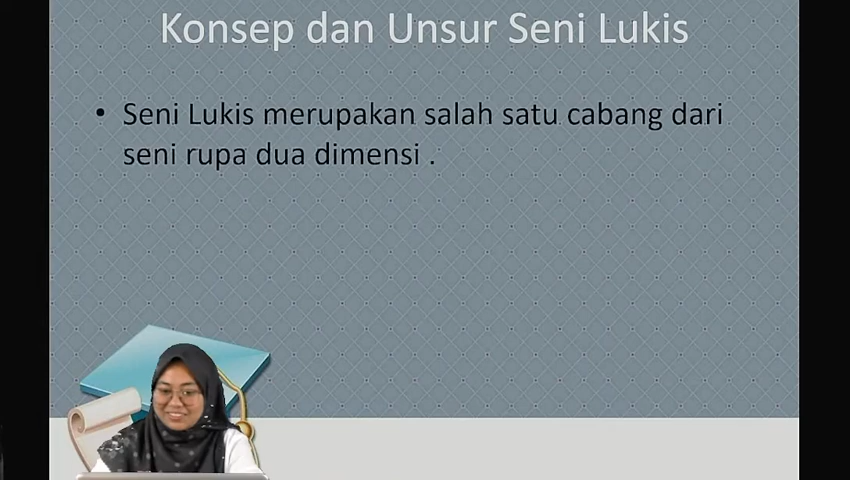 Konsep dan Unsur Seni Lukis
• Seni Lukis merupakan salah satu cabang dari
seni rupa dua dimensi .